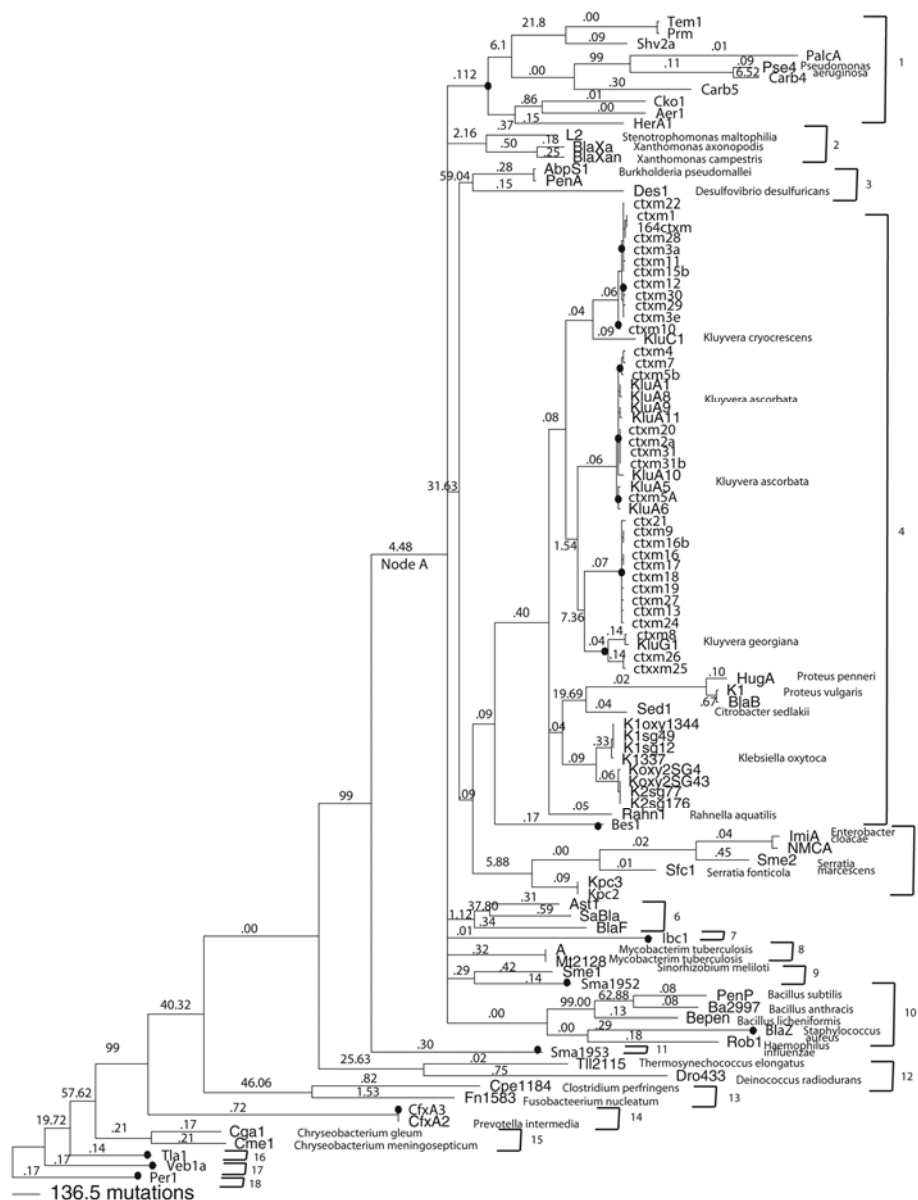 .00
21.8
Tem1
Prm
.09
Shv2a
6.1
.01
PalcA
99
.11
.09
Pse4
Pseudomonas
aeruginosa
6.52
Carb4
.00
.30
Carb5
1
.112
.86
.01
Cko1
.00
Aer1
.15
HerA1
.37
L2
Stenotrophomonas maltophilia
2.16
.50
.18
BlaXa
Xanthomonas axonopodis
2
.25
BlaXan
Xanthomonas campestris
.28
AbpS1
Burkholderia pseudomallei
59.04
PenA
3
.15
Des1
Desulfovibrio desulfuricans
ctxm22
ctxm1
164ctxm
ctxm28
ctxm3a
ctxm11
ctxm15b
ctxm12
.06
ctxm30
ctxm29
.04
ctxm3e
ctxm10
.09
KluC1
Kluyvera cryocrescens
ctxm4
ctxm7
ctxm5b
KluA1
KluA8
Kluyvera ascorbata
KluA9
.08
KluA11
ctxm20
ctxm2a
ctxm31
.06
ctxm31b
KluA10
Kluyvera ascorbata
31.63
KluA5
ctxm5A
KluA6
ctx21
ctxm9
ctxm16b
4
4.48
1.54
ctxm16
Node A
.07
ctxm17
ctxm18
ctxm19
ctxm27
ctxm13
.40
7.36
ctxm24
.14
ctxm8
.04
KluG1
Kluyvera georgiana
.14
ctxm26
ctxxm25
.02
.10
HugA
Proteus penneri
19.69
K1
Proteus vulgaris
.67
BlaB
.04
Sed1
Citrobacter sedlakii
.09
K1oxy1344
.04
K1sg49
.33
K1sg12
.09
K1337
Klebsiella oxytoca
Koxy2SG4
.06
Koxy2SG43
K2sg77
99
.09
K2sg176
.05
Rahn1
Rahnella aquatilis
.17
Bes1
.04
ImiA
Enterobacter
cloacae
.02
NMCA
.00
.45
Sme2
Serratia
marcescens
5.88
.01
Sfc1
Serratia fonticola
.09
Kpc3
Kpc2
.31
Ast1
37.80
.59
SaBla
6
1.12
.34
BlaF
.01
Ibc1
7
.00
.32
A
Mycobacterim tuberculosis
Mt2128
Mycobacterim tuberculosis
8
.29
.42
Sme1
Sinorhizobium meliloti
9
.14
Sma1952
.08
PenP
Bacillus subtilis
62.88
99.00
.08
Ba2997
Bacillus anthracis
40.32
.13
Bepen
Bacillus licheniformis
10
.00
.29
BlaZ
Staphylococcus
aureus
.00
.18
Rob1
Haemophilus
influenzae
.30
Sma1953
11
99
25.63
.02
Tll2115
Thermosynechococcus elongatus
.75
Dro433
Deinococcus radiodurans
12
46.06
.82
Cpe1184
Clostridium perfringens
57.62
1.53
Fn1583
Fusobacteerium nucleatum
13
.72
CfxA3
CfxA2
Prevotella intermedia
14
19.72
.21
.17
Cga1
Chryseobacterium gleum
.21
Cme1
Chryseobacterium meningosepticum
15
.14
Tla1
16
.17
Veb1a
17
.17
Per1
18
136.5 mutations